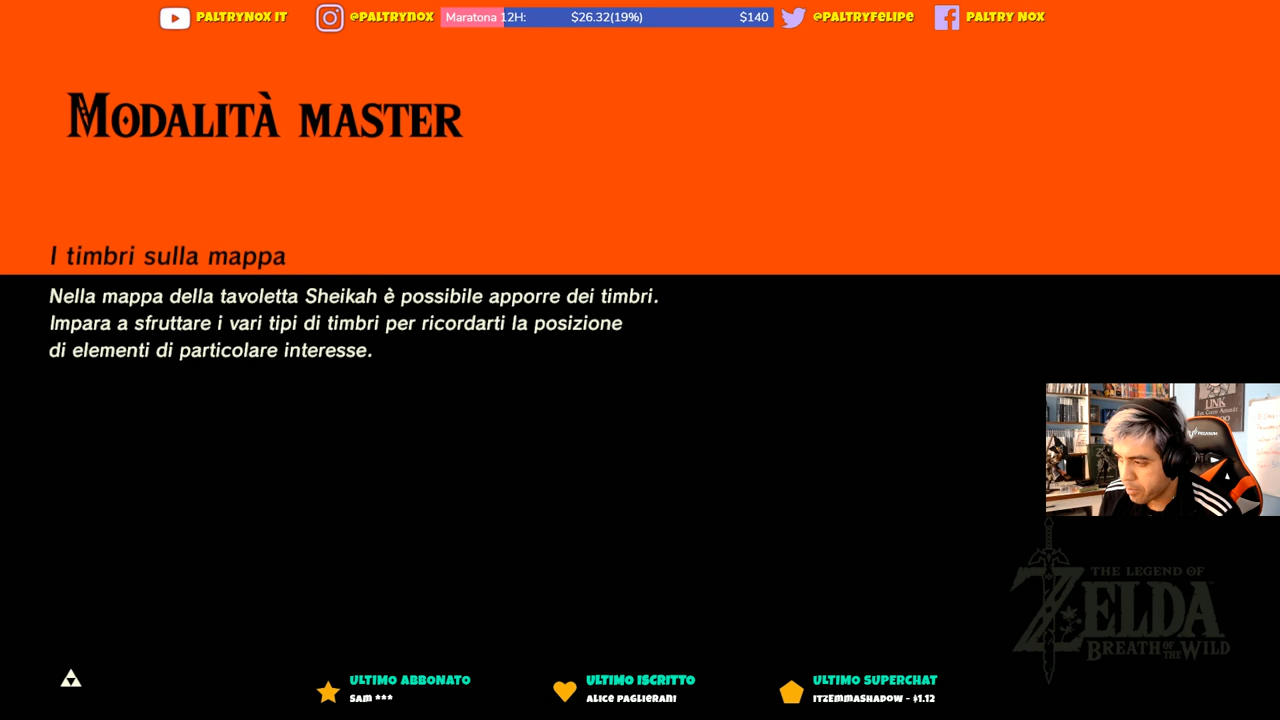 PALTRYNOX IT
@PALTRYNOX
Maratona 12H: $26.32(19%) $140
@PALTRYFELIPE
PALTRY NOX
MODALITÀ MASTER
I timbri sulla mappa
Nella mappa della tavoletta Sheikah è possibile apporre dei timbri.
Impara a sfruttare i vari tipi di timbri per ricordarti la posizione
di elementi di particolare interesse.
LINK
PEGASUM
THE LEGEND OF
ZELDA
BREATH OF THE WILD
ULTIMO ABBONATO
SAM ***
ULTIMO ISCRITTO
ALICE PAGLIERANI
ULTIMO SUPERCHAT
ITZEMMASHADOW - $1.12